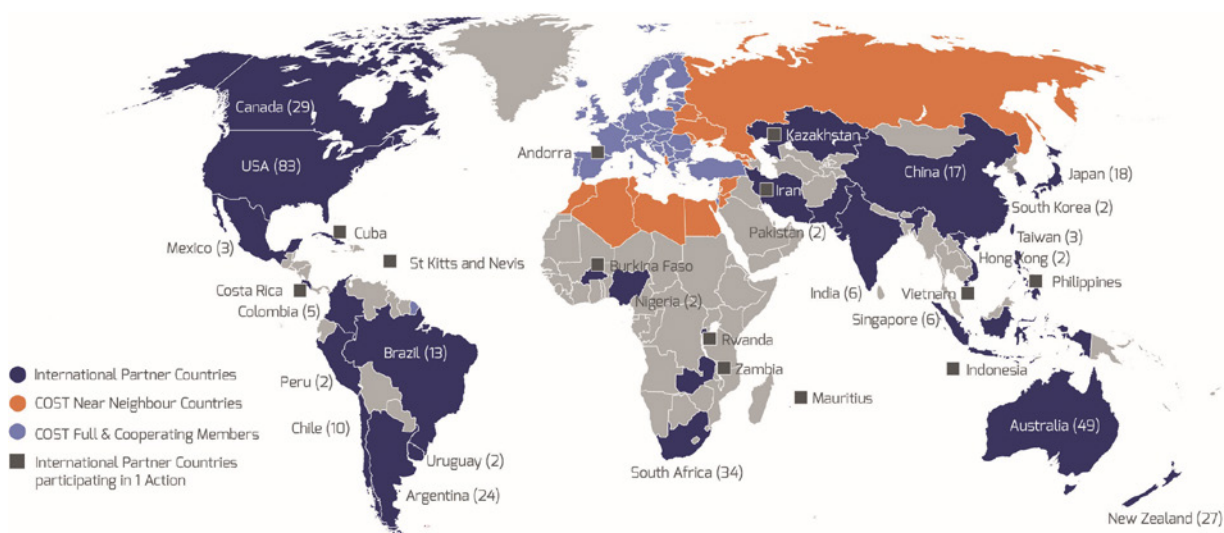 Canada (29)
USA (83)
Mexico (3)
Cuba
St Kitts and Nevis
Costa Rica
Colombia (5)
Brazil (13)
Peru (2)
Chile (10)
Uruguay (2)
Argentina (24)
Andorra
Burkina Faso
Nigeria (2)
Rwanda
Zambia
Mauritius
South Africa (34)
Kazakhstan
Iran
Pakistan (2)
India (6)
China (17)
Japan (18)
South Korea (2)
Taiwan (3)
Hong Kong (2)
Philippines
Vietnam
Singapore (6)
Indonesia
Australia (49)
New Zealand (27)
International Partner Countries
COST Near Neighbour Countries
COST Full & Cooperating Members
International Partner Countries
participating in 1 Action